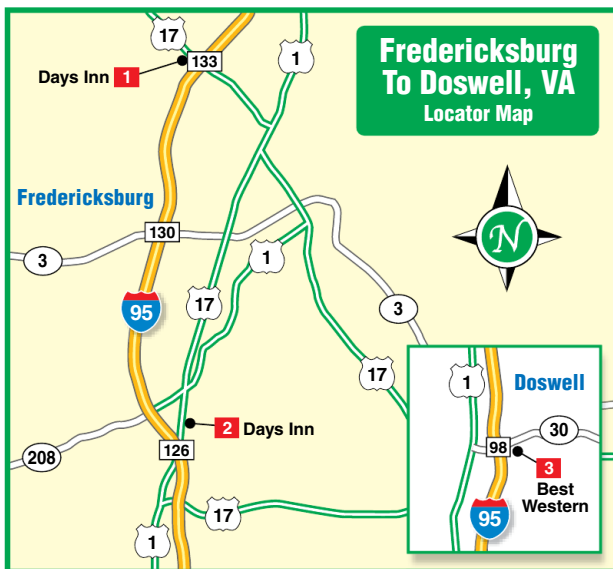 Fredericksburg
To Doswell, VA
Locator Map
17
1
133
Days Inn 1
N
Fredericksburg
130
3
1
17
95
3
17
1
Doswell
30
98
3
Best
Western
95
2 Days Inn
126
208
17
1